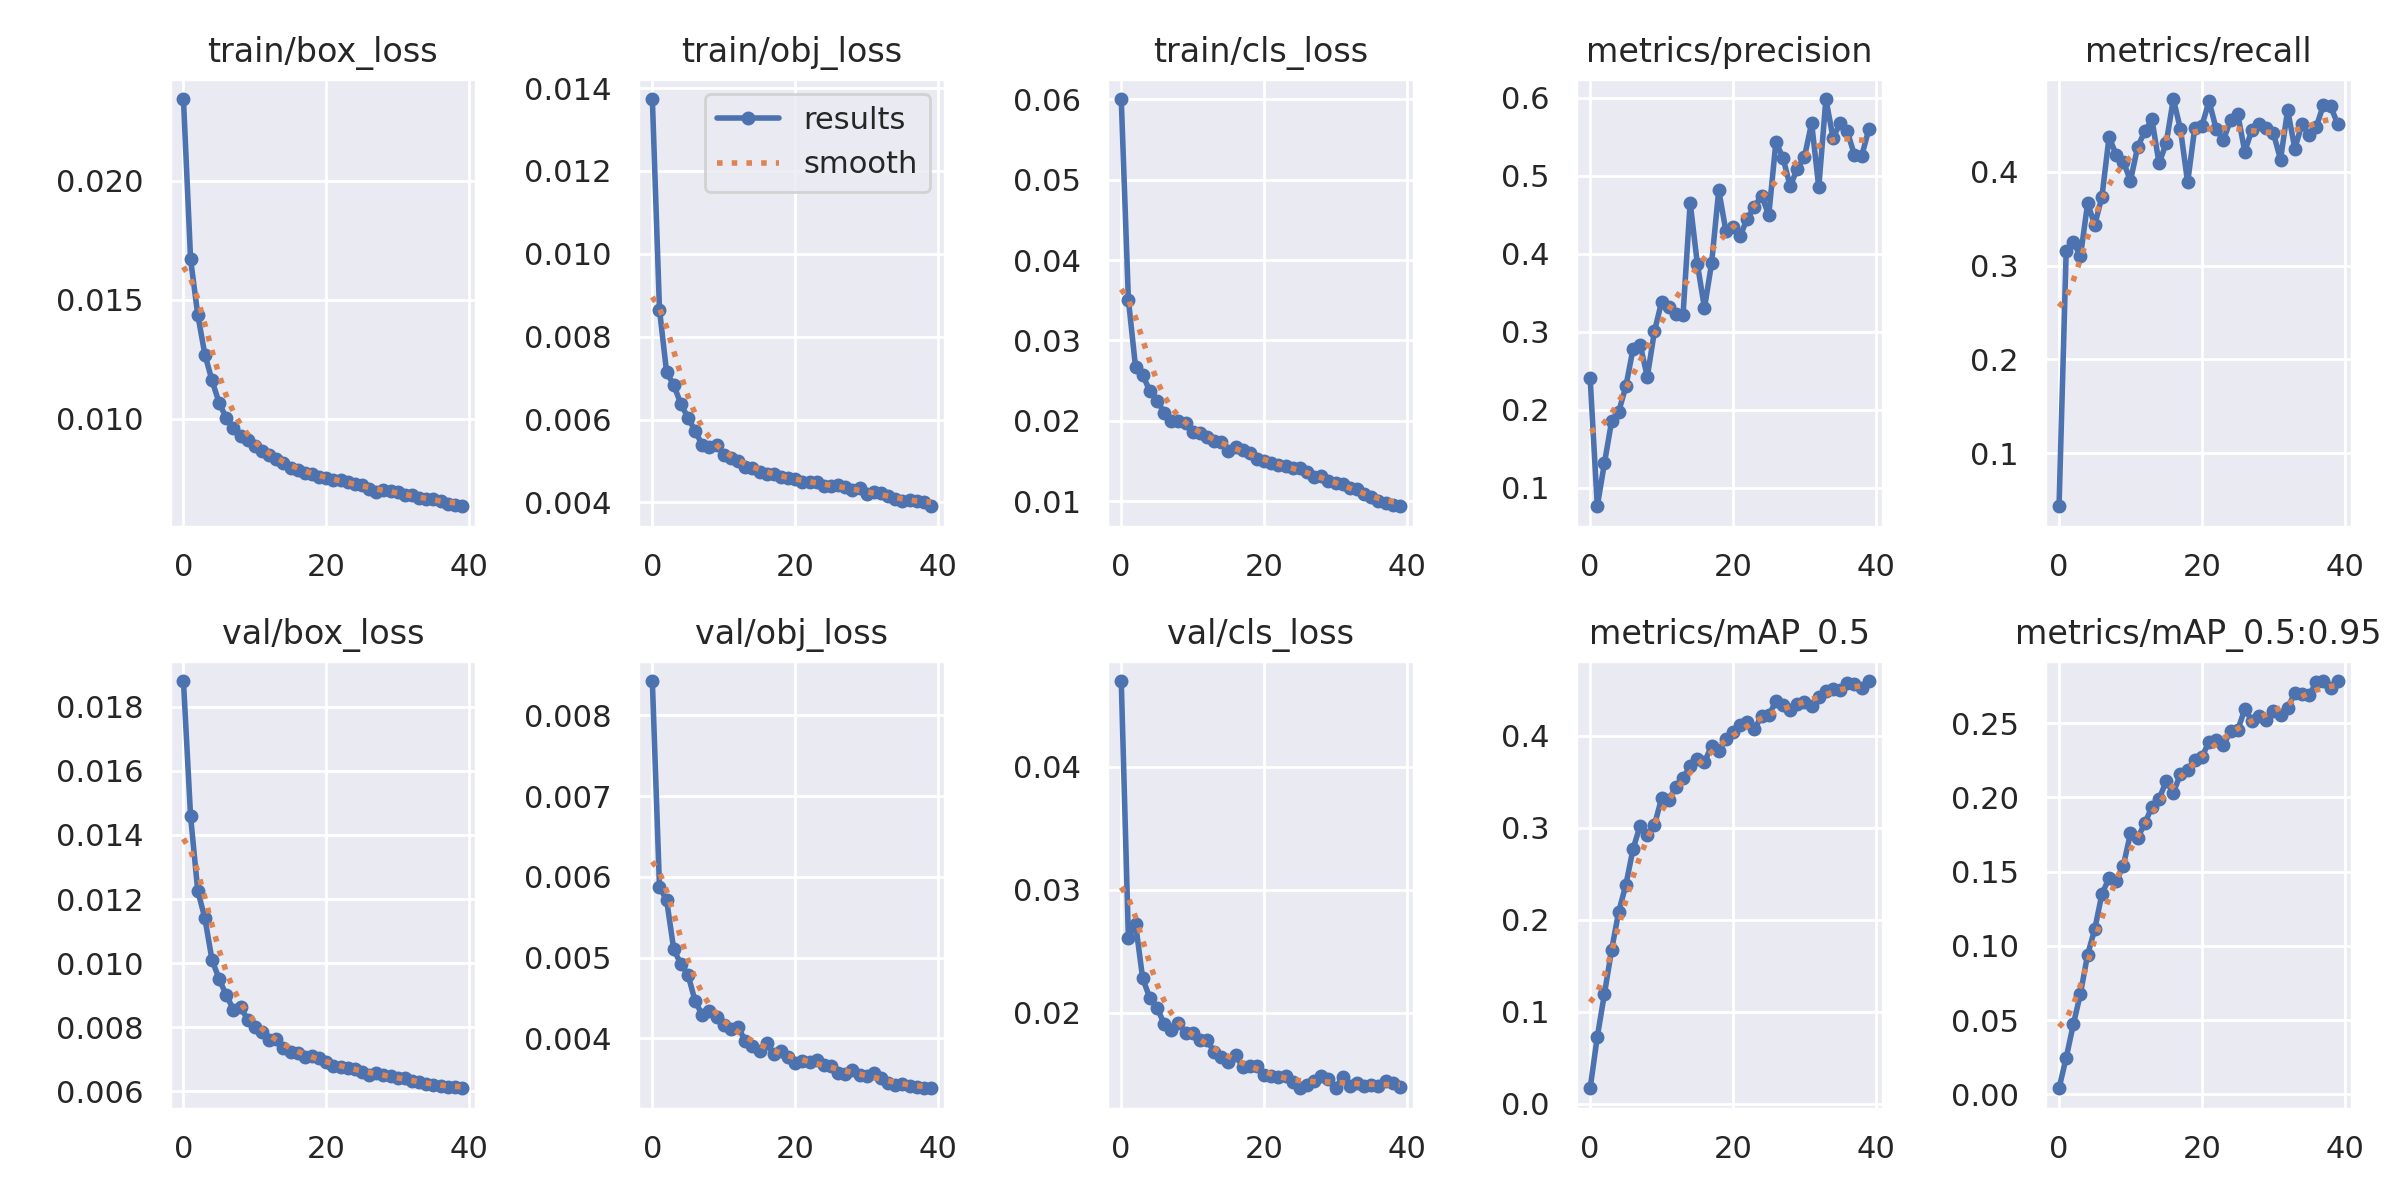 train/box_loss
0.020
0.015
0.010
0 20 40
train/obj_loss
results
smooth
0.014
0.012
0.010
0.008
0.006
0.004
0 20 40
train/cls_loss
0.06
0.05
0.04
0.03
0.02
0.01
0 20 40
metrics/precision
0.6
0.5
0.4
0.3
0.2
0.1
0 20 40
metrics/recall
0.4
0.3
0.2
0.1
0 20 40
val/box_loss
0.018
0.016
0.014
0.012
0.010
0.008
0.006
0 20 40
val/obj_loss
0.008
0.007
0.006
0.005
0.004
0 20 40
val/cls_loss
0.04
0.03
0.02
0 20 40
metrics/mAP_0.5
0.4
0.3
0.2
0.1
0.0
0 20 40
metrics/mAP_0.5:0.95
0.25
0.20
0.15
0.10
0.05
0.00
0 20 40